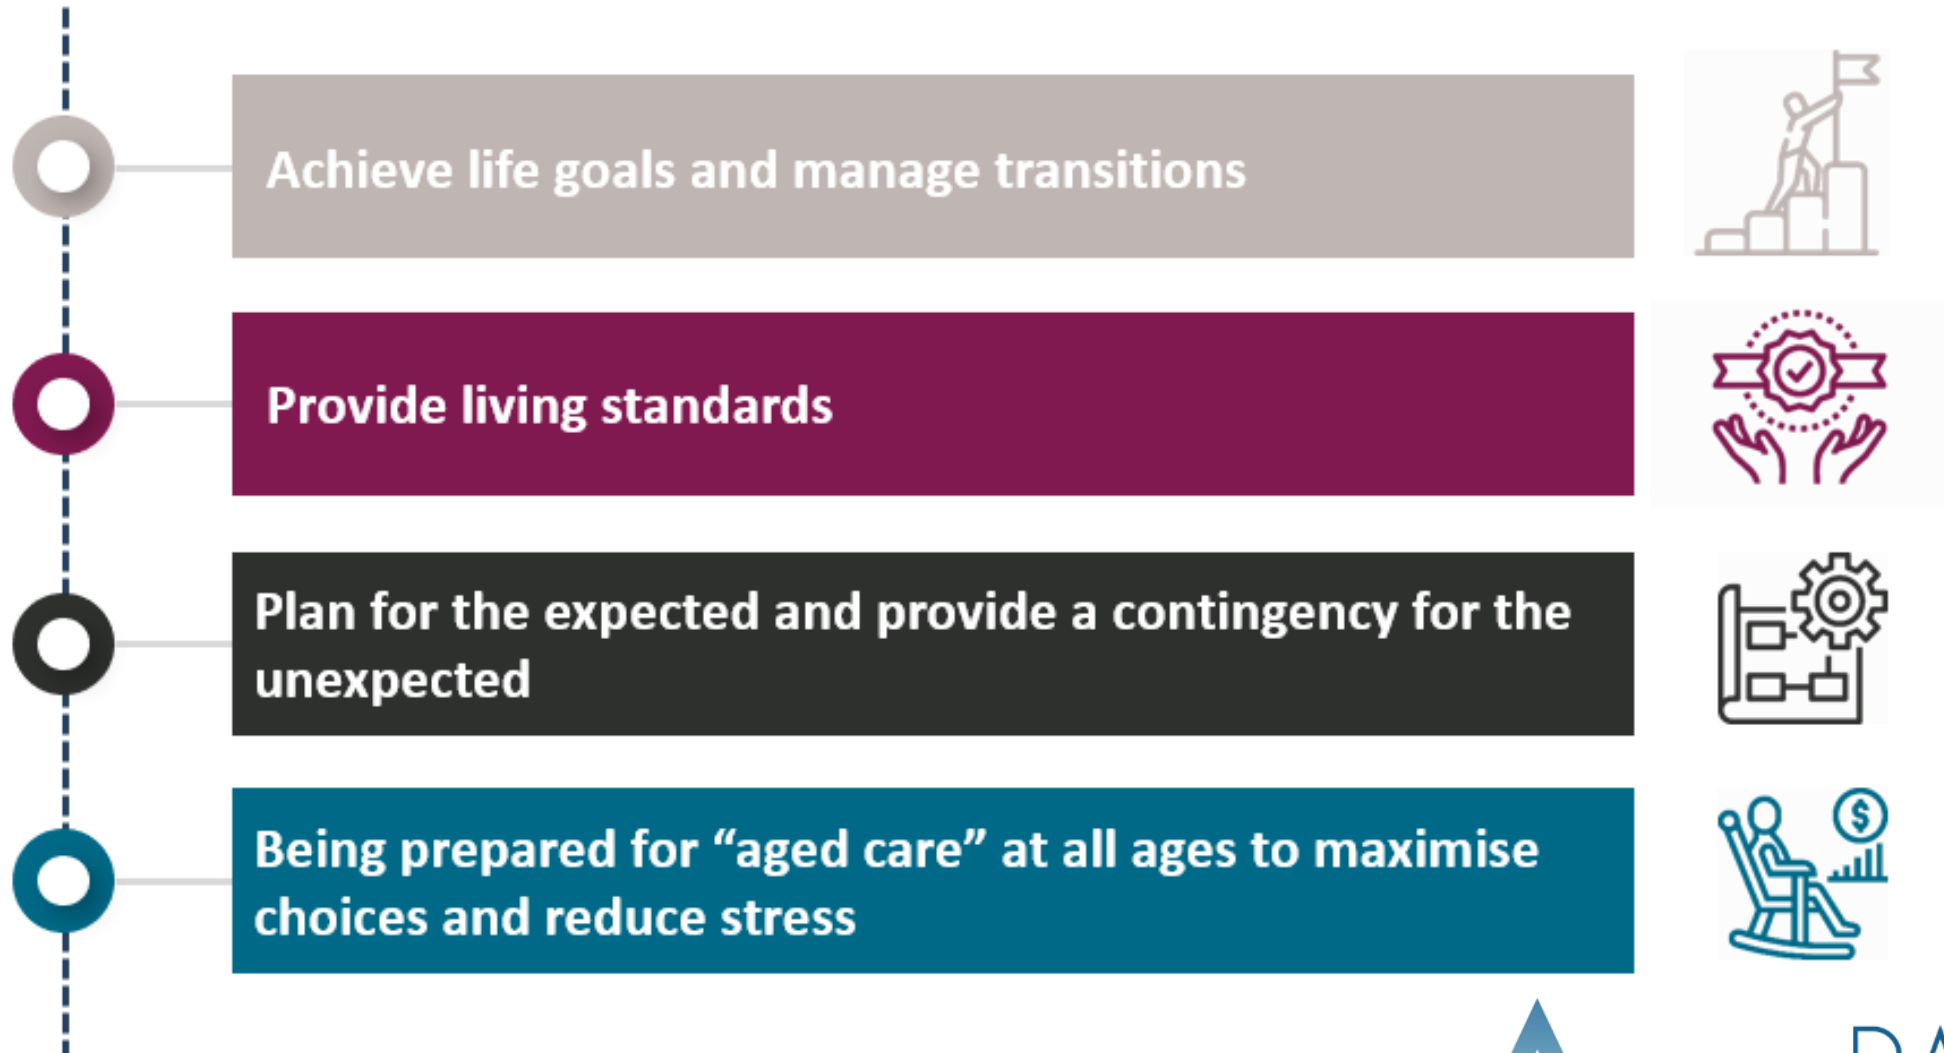 Achieve life goals and manage transitions
Provide living standards
Plan for the expected and provide a contingency for the
unexpected
Being prepared for “aged care” at all ages to maximise
choices and reduce stress
$